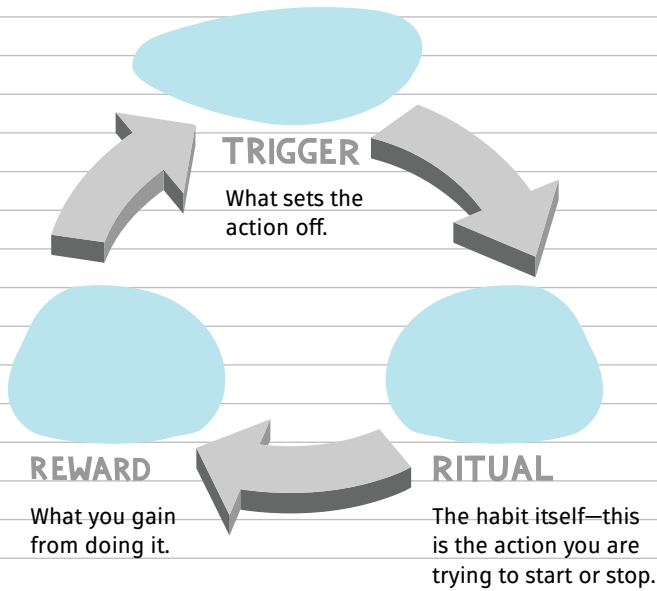 TRIGGER
What sets the
action off.
REWARD
What you gain
from doing it.
RITUAL
The habit itself—this
is the action you are
trying to start or stop.